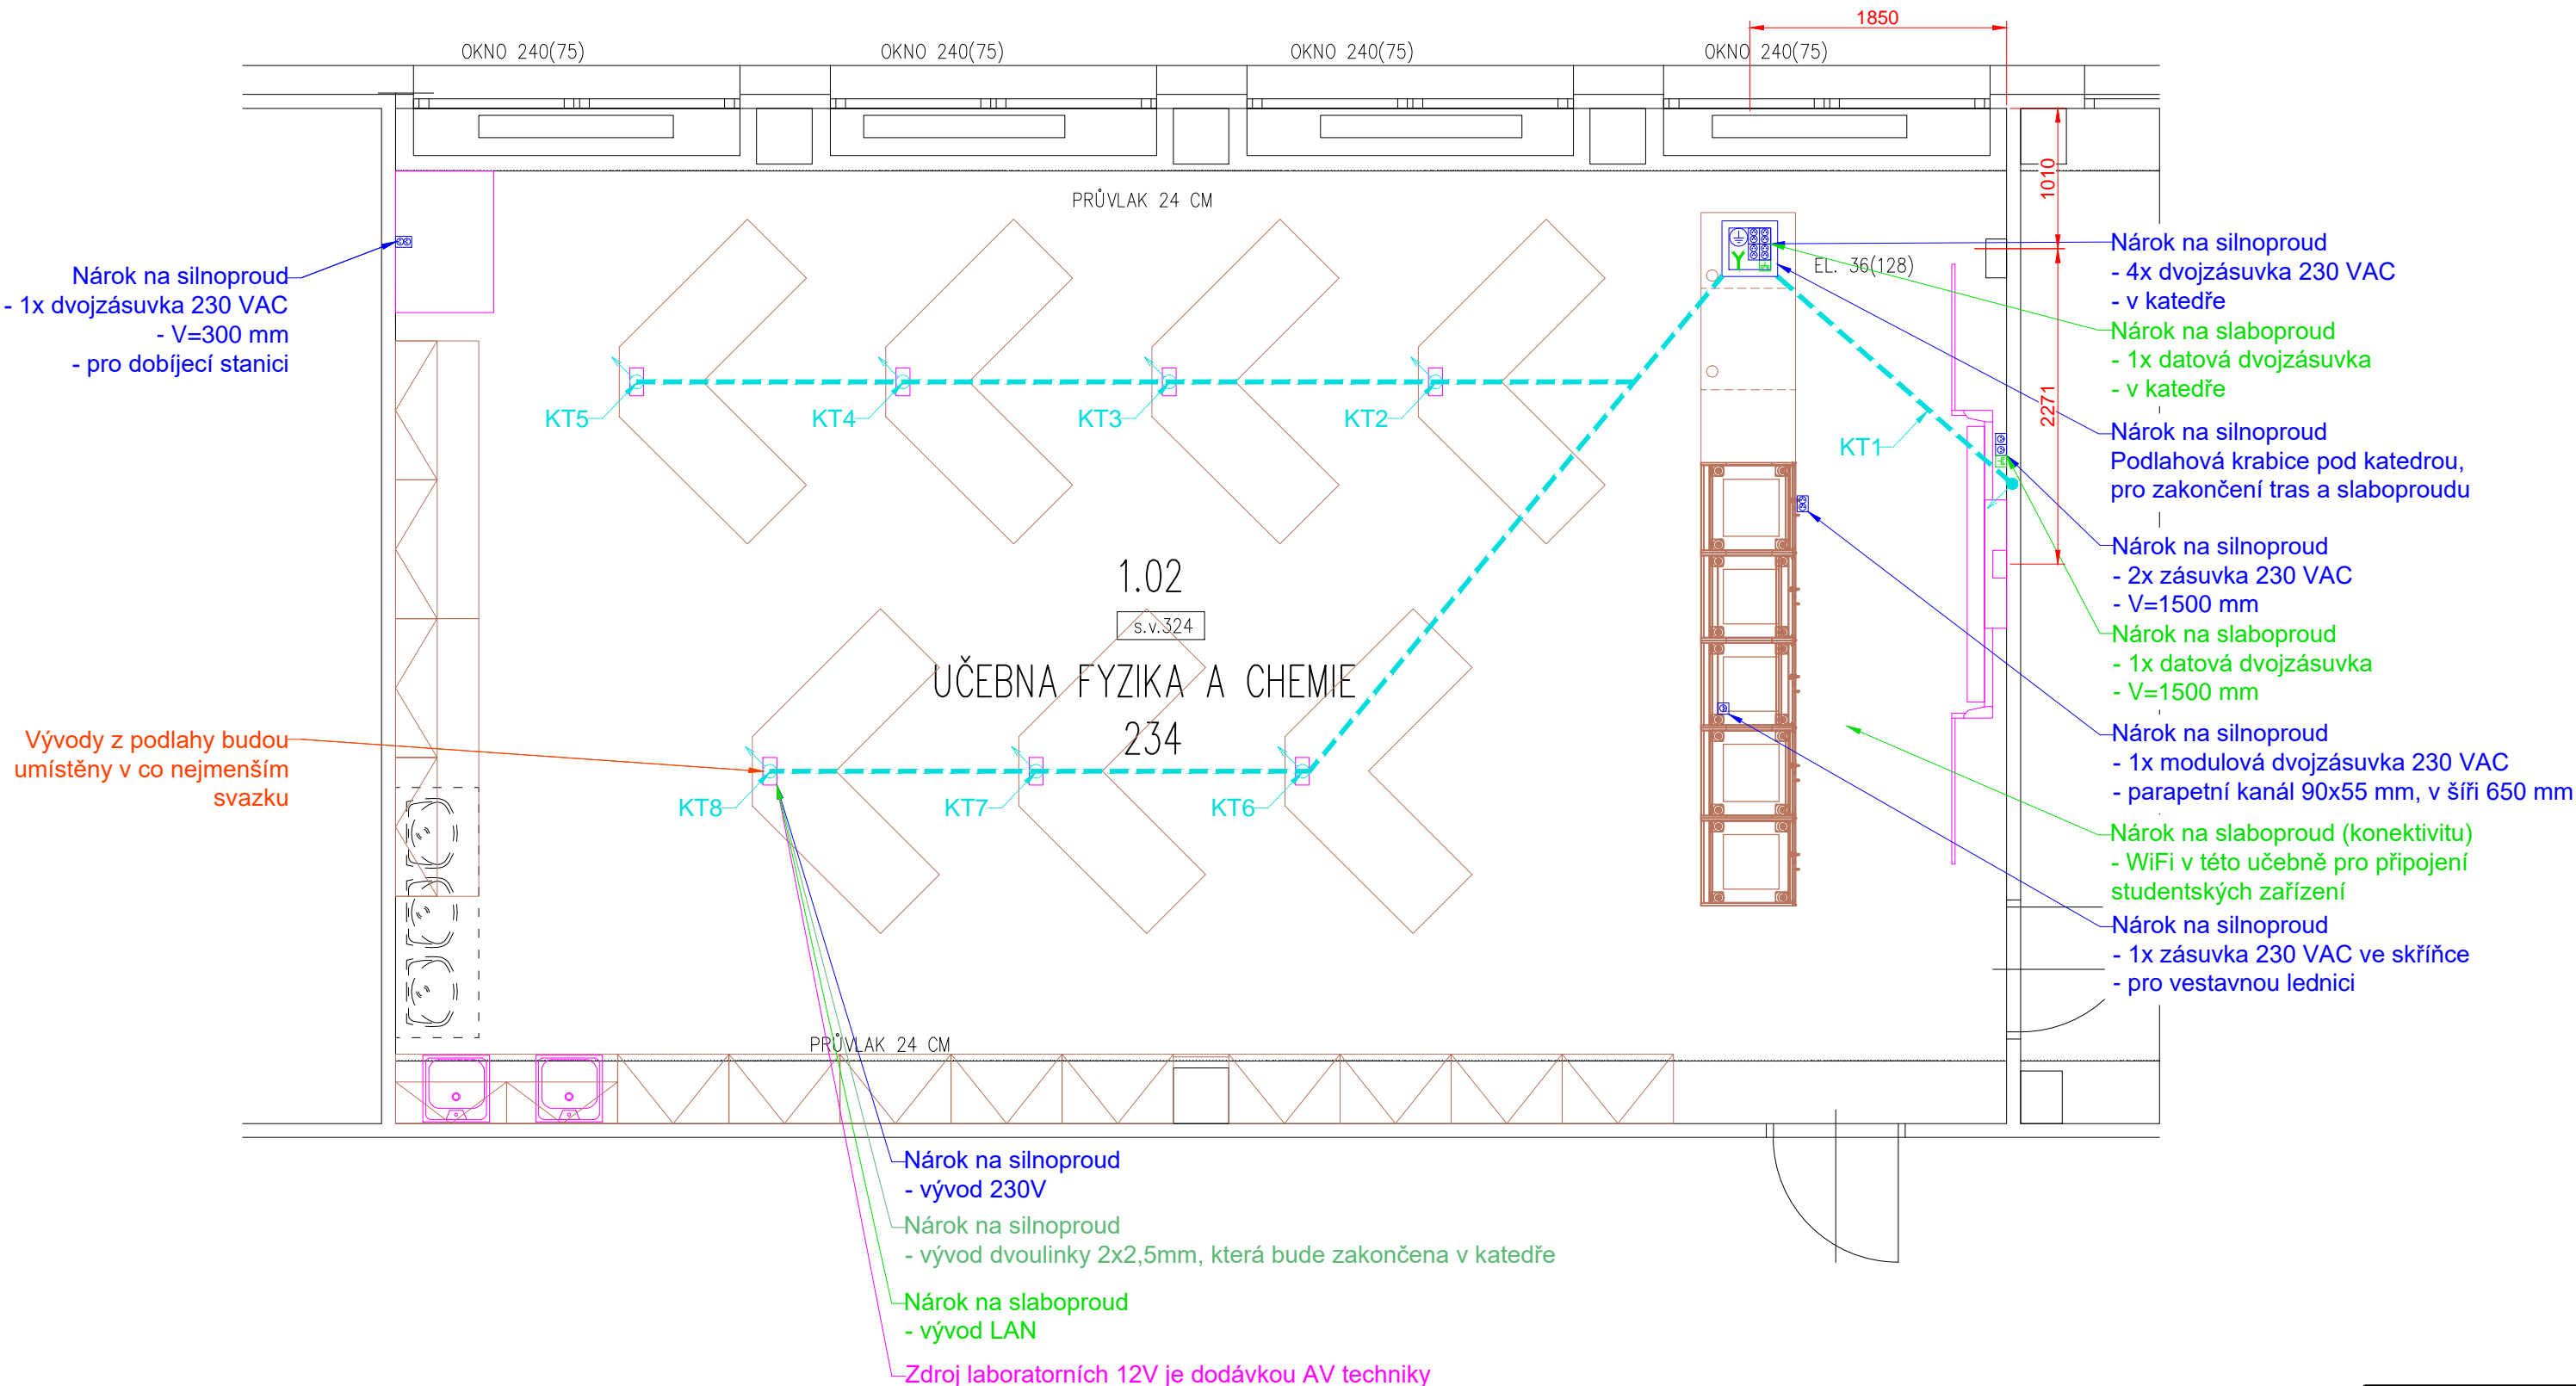 1850
OKNO 240(75)
OKNO 240(75)
OKNO 240(75)
OKNO 240(75)
1010
PRŮVLAK 24 CM
Nárok na silnoproud
- 1x dvojzásuvka 230 VAC
- V=300 mm
- pro dobíjecí stanici
Y
EL. 36(128)
Nárok na silnoproud
- 4x dvojzásuvka 230 VAC
- v katedře
Nárok na slaboproud
- 1x datová dvojzásuvka
- v katedře
2271
KT5
KT4
KT3
KT2
KT1
Nárok na silnoproud
Podlahová krabice pod katedrou,
pro zakončení tras a slaboproudu
Nárok na silnoproud
- 2x zásuvka 230 VAC
- V=1500 mm
Nárok na slaboproud
- 1x datová dvojzásuvka
- V=1500 mm
1.02
s.v.324
UČEBNA FYZIKA A CHEMIE
234
Vývody z podlahy budou
umístěny v co nejmenším
svazku
KT8
KT7
KT6
Nárok na silnoproud
- 1x modulová dvojzásuvka 230 VAC
- parapetní kanál 90x55 mm, v šíři 650 mm
Nárok na slaboproud (konektivitu)
- WiFi v této učebně pro připojení
studentských zařízení
Nárok na silnoproud
- 1x zásuvka 230 VAC ve skříňce
- pro vestavnou lednici
PRŮVLAK 24 CM
Nárok na silnoproud
- vývod 230V
Nárok na silnoproud
- vývod dvoulinky 2x2,5mm, která bude zakončena v katedře
Nárok na slaboproud
- vývod LAN
Zdroj laboratorních 12V je dodávkou AV techniky